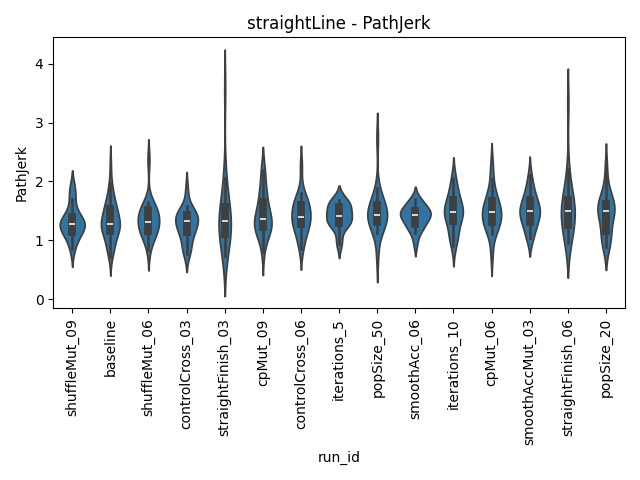 straightLine - PathJerk
PathJerk
4
3
2
1
0
shuffleMut_09
baseline
shuffleMut_06
controlCross_03
straightFinish_03
cpMut_09
controlCross_06
iterations_5
popSize_50
smoothAcc_06
iterations_10
cpMut_06
smoothAccMut_03
straightFinish_06
popSize_20
run_id